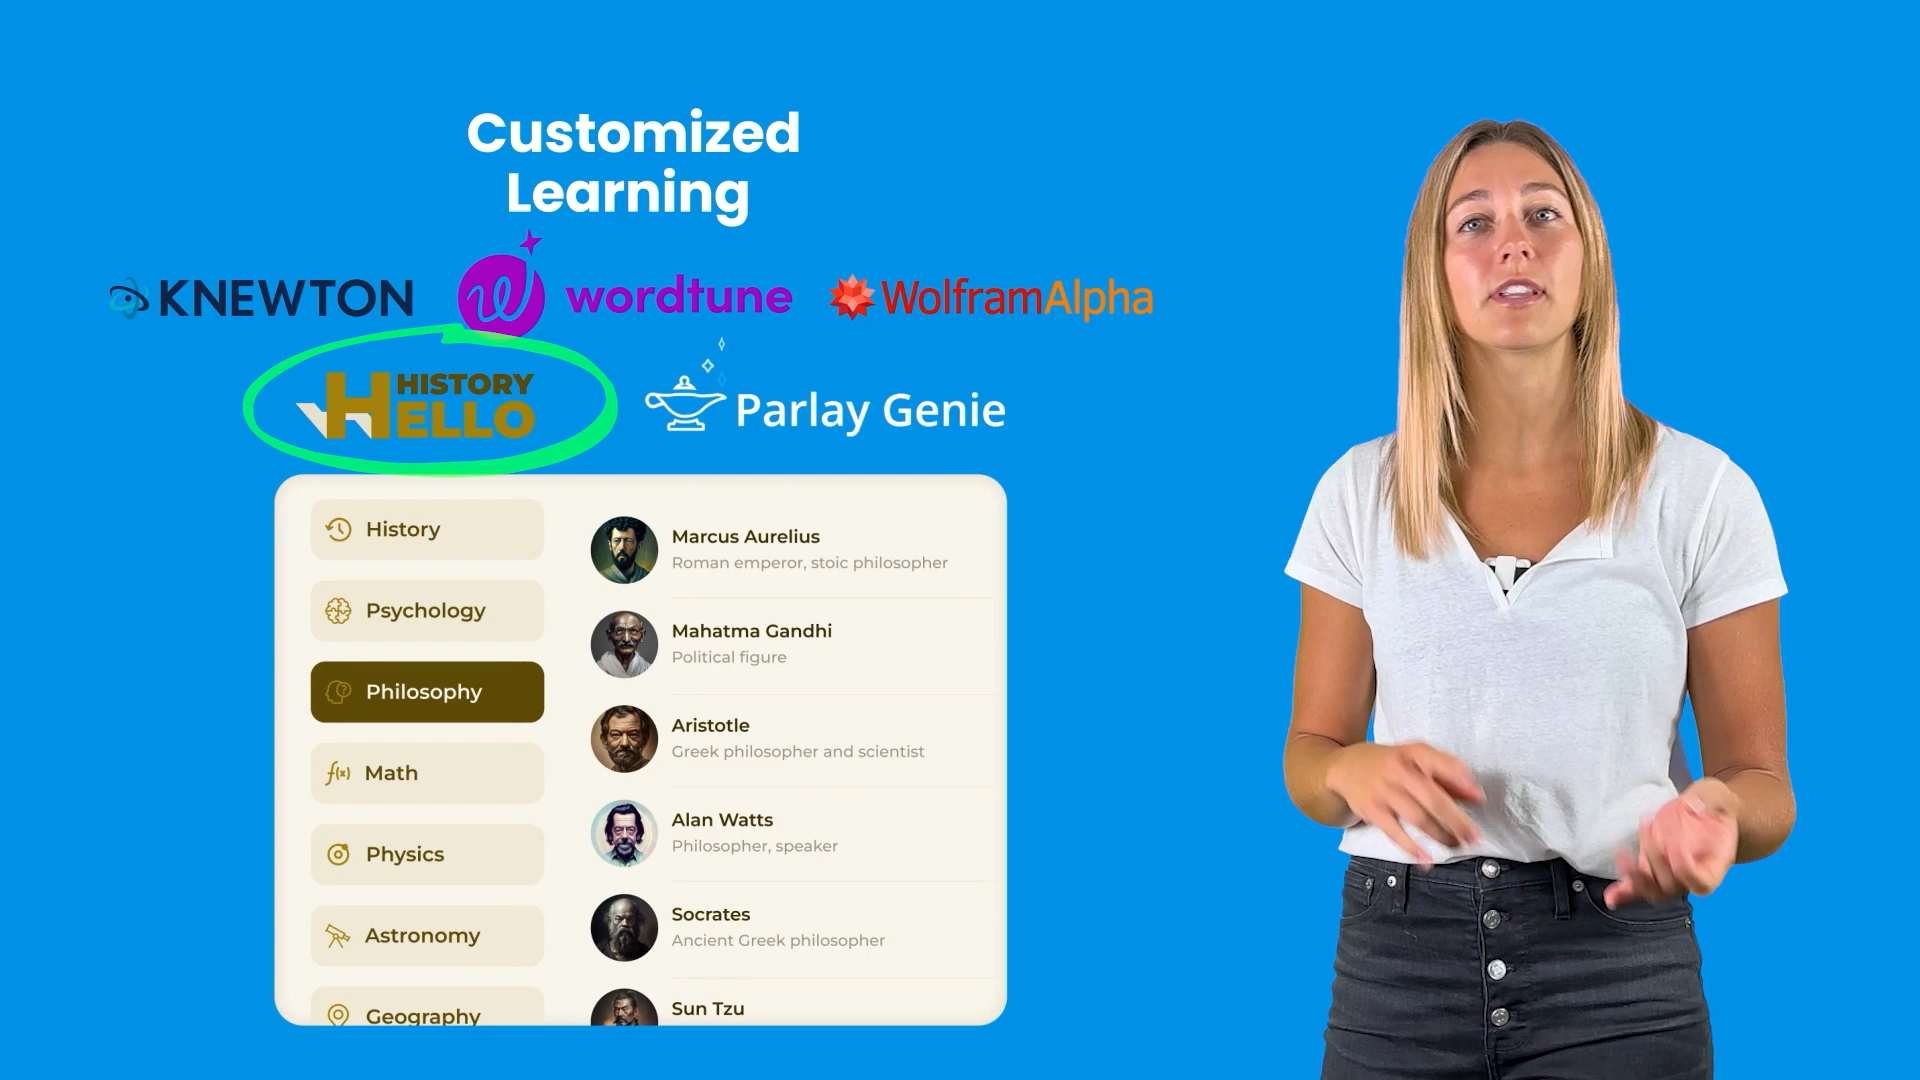 Customized
Learning
KNEWTON
wordtune
WolframAlpha
HISTORY
HELLO
Parlay Genie
History
Psychology
Philosophy
f(x) Math
Physics
Astronomy
Geography
Marcus Aurelius
Roman emperor, stoic philosopher
Mahatma Gandhi
Political figure
Aristotle
Greek philosopher and scientist
Alan Watts
Philosopher, speaker
Socrates
Ancient Greek philosopher
Sun Tzu